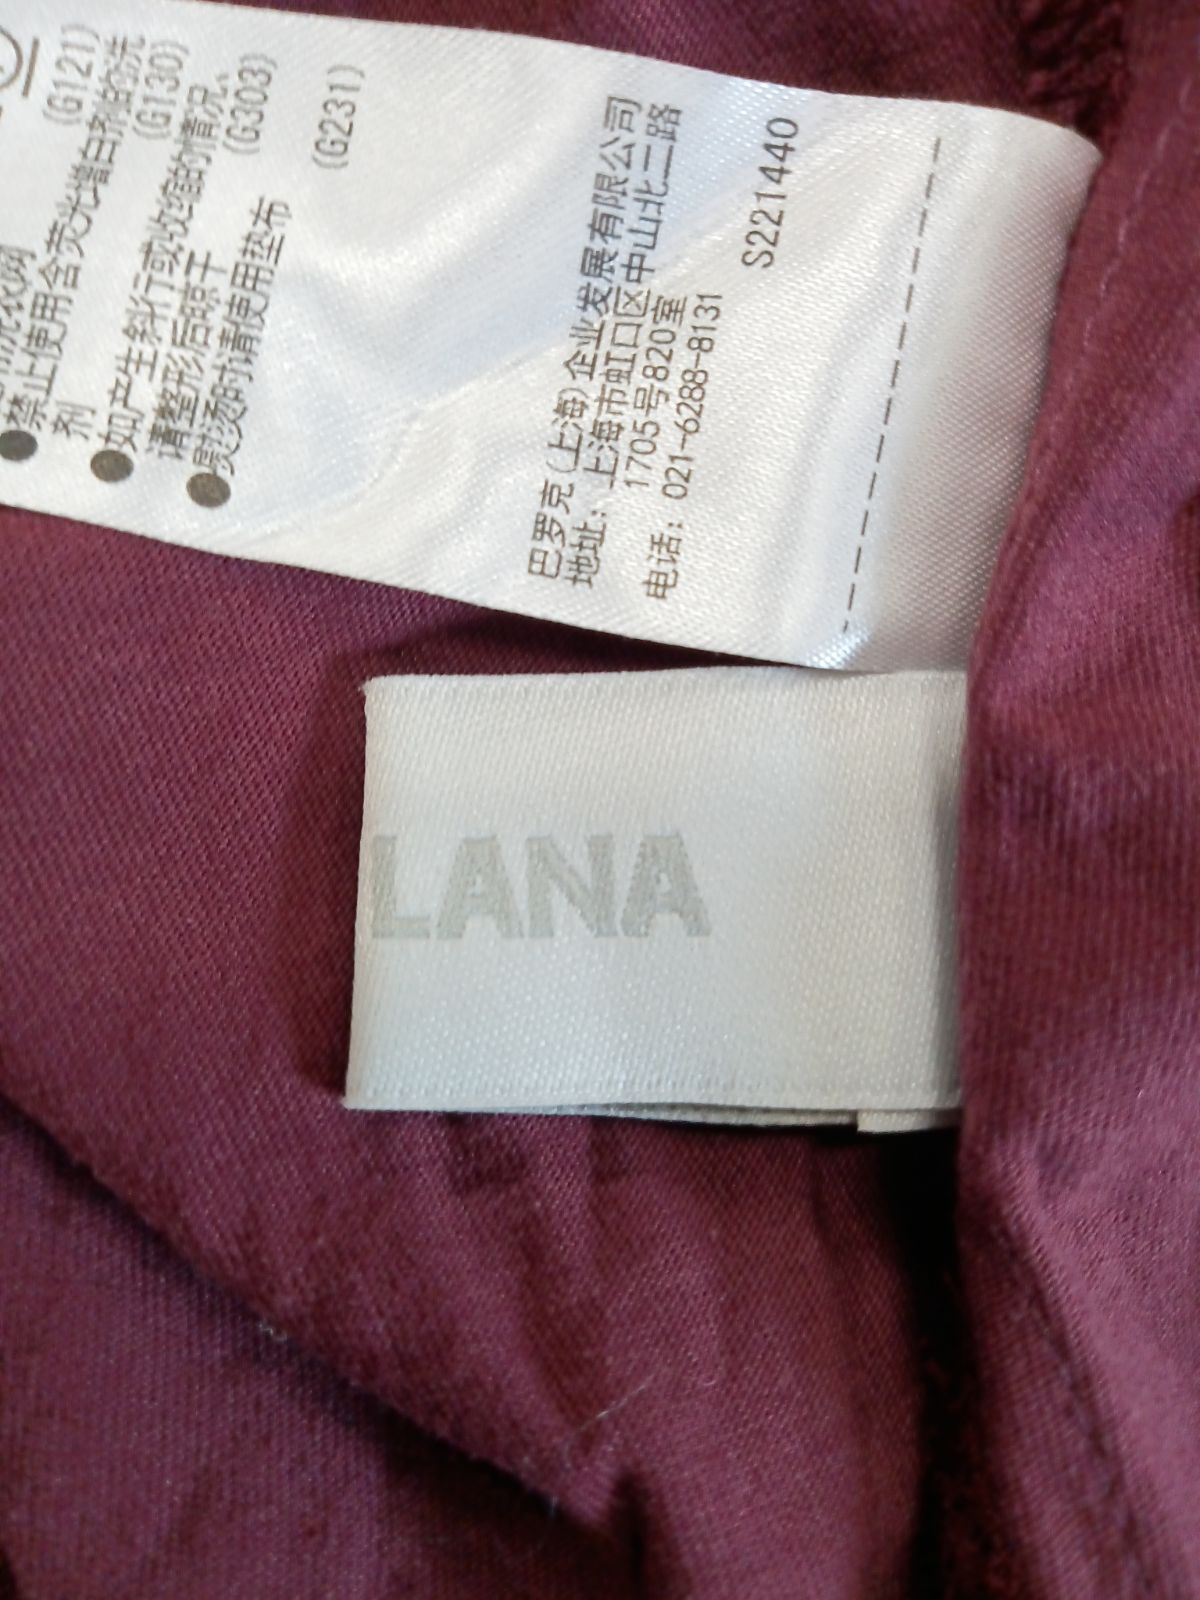 (G121)
●禁止使用含荧光增白剂油的洗
剂
(G130)
●如产生斜行或收缩的情况、
请整形后晾干
(G303)
●熨烫时请使用垫布
(G231)
巴罗克(上海)企业发展有限公司
地址：上海市虹口区中山北二路
1705号820室
电话：021-6288-8131
S221440
LANA